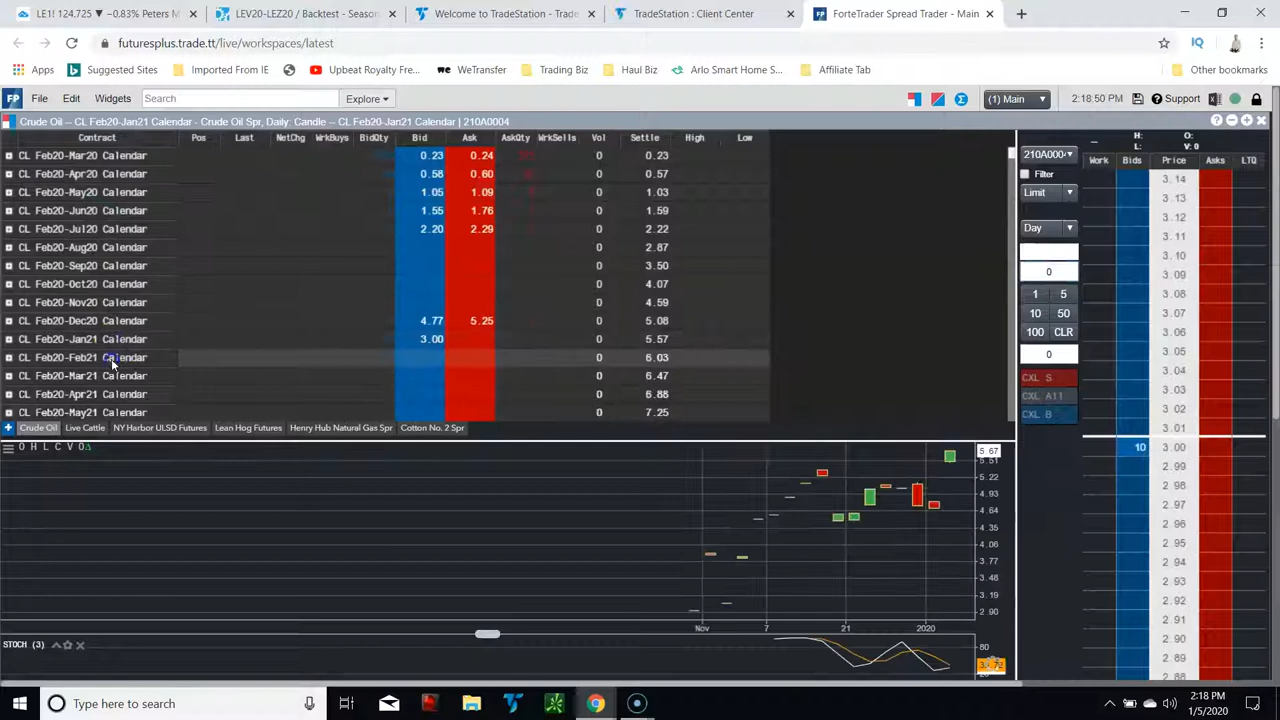 LE1! 124.725 ▼ −0.83% Peters M
LEV20-LEZ20 / Backtest - Season
Welcome to TradeStation - trade
TradeStation : Client Center
ForteTrader Spread Trader - Main
futuresplus.trade.tt/live/workspaces/latest
Apps
Suggested Sites
Imported From IE
Upbeat Royalty Fre...
WeTransfer
Trading Biz
Haul Biz
Arlo Smart Home S...
Affiliate Tab
Other bookmarks
FP File Edit Widgets Search Explore (1) Main 2:18:50 PM Support
Crude Oil -- CL Feb20-Jan21 Calendar - Crude Oil Spr, Daily: Candle -- CL Feb20-Jan21 Calendar | 210A0004
Contract Pos Last NetChg WrkBuys BidQty Bid Ask AskQty WrkSells Vol Settle High Low
CL Feb20-Mar20 Calendar 0.23 0.24 0 0.23
CL Feb20-Apr20 Calendar 0.58 0.60 0 0.58
CL Feb20-May20 Calendar 1.05 1.09 0 1.03
CL Feb20-Jun20 Calendar 1.55 1.76 0 1.59
CL Feb20-Jul20 Calendar 2.20 2.29 0 2.22
CL Feb20-Aug20 Calendar 0 2.87
CL Feb20-Sep20 Calendar 0 3.50
CL Feb20-Oct20 Calendar 0 4.07
CL Feb20-Nov20 Calendar 0 4.59
CL Feb20-Dec20 Calendar 4.77 5.25 0 5.08
CL Feb20-Jan21 Calendar 3.00 0 5.57
CL Feb20-Feb21 Calendar 0 6.03
CL Feb20-Mar21 Calendar 0 6.47
CL Feb20-Apr21 Calendar 0 6.88
CL Feb20-May21 Calendar 0 7.25
Crude Oil Live Cattle NY Harbor ULSD Futures Lean Hog Futures Henry Hub Natural Gas Spr Cotton No. 2 Spr
O H L C V OΔ
5 67
5.51
5.22
4.93
4.64
4.35
4.06
3.77
3.48
3.19
2.90
Nov 7 21 2020
STOCH (3)
80
H: O:
L: V: 0
210A000
Filter
Limit
Day
0
1 5
10 50
100 CLR
0
CXL S
CXL All
CXL B
Work Bids Price Asks LTQ
3.14
3.13
3.12
3.11
3.10
3.09
3.08
3.07
3.06
3.05
3.04
3.03
3.02
3.01
10 3.00
2.99
2.98
2.97
2.96
2.95
2.94
2.93
2.92
2.91
2.90
2.89
2.88
Type here to search
2:18 PM
1/5/2020